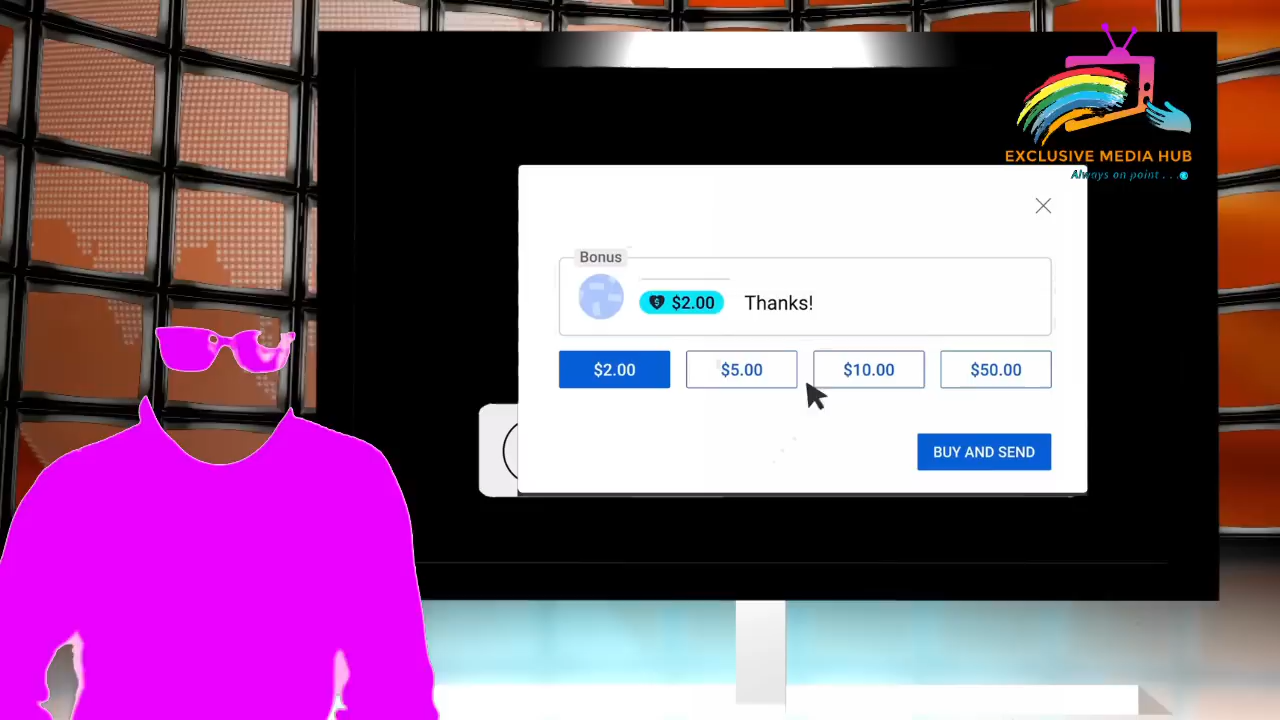 EXCLUSIVE MEDIA HUB
Always on point . . .
Bonus
$2.00 Thanks!
$2.00 $5.00 $10.00 $50.00
BUY AND SEND